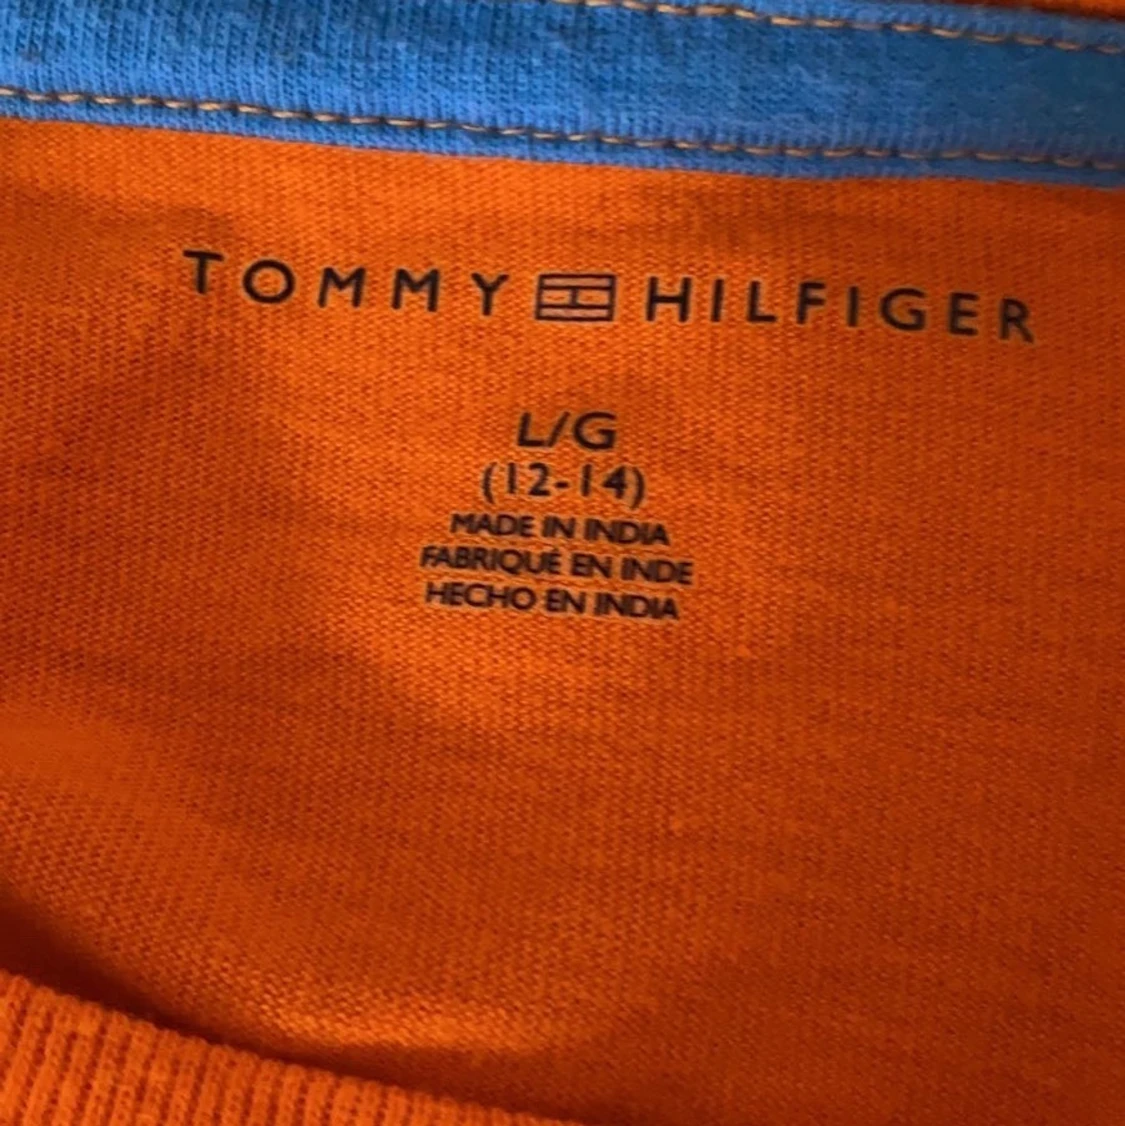 TOMMY HILFIGER
L/G
(12-14)
MADE IN INDIA
FABRIQUÉ EN INDE
HECHO EN INDIA